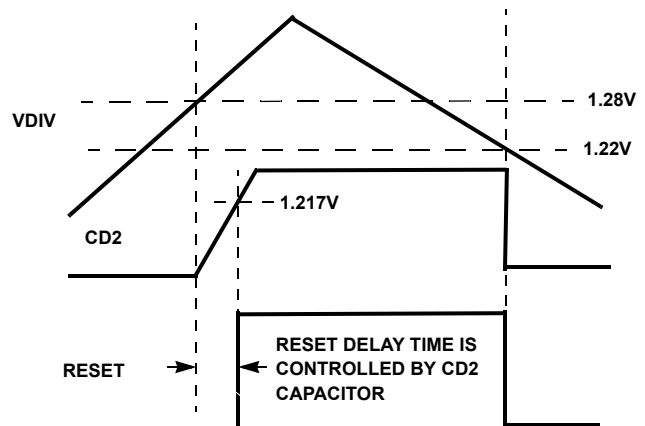 1.28V
VDIV
1.22V
1.217V
CD2
RESET DELAY TIME IS
CONTROLLED BY CD2
CAPACITOR
RESET